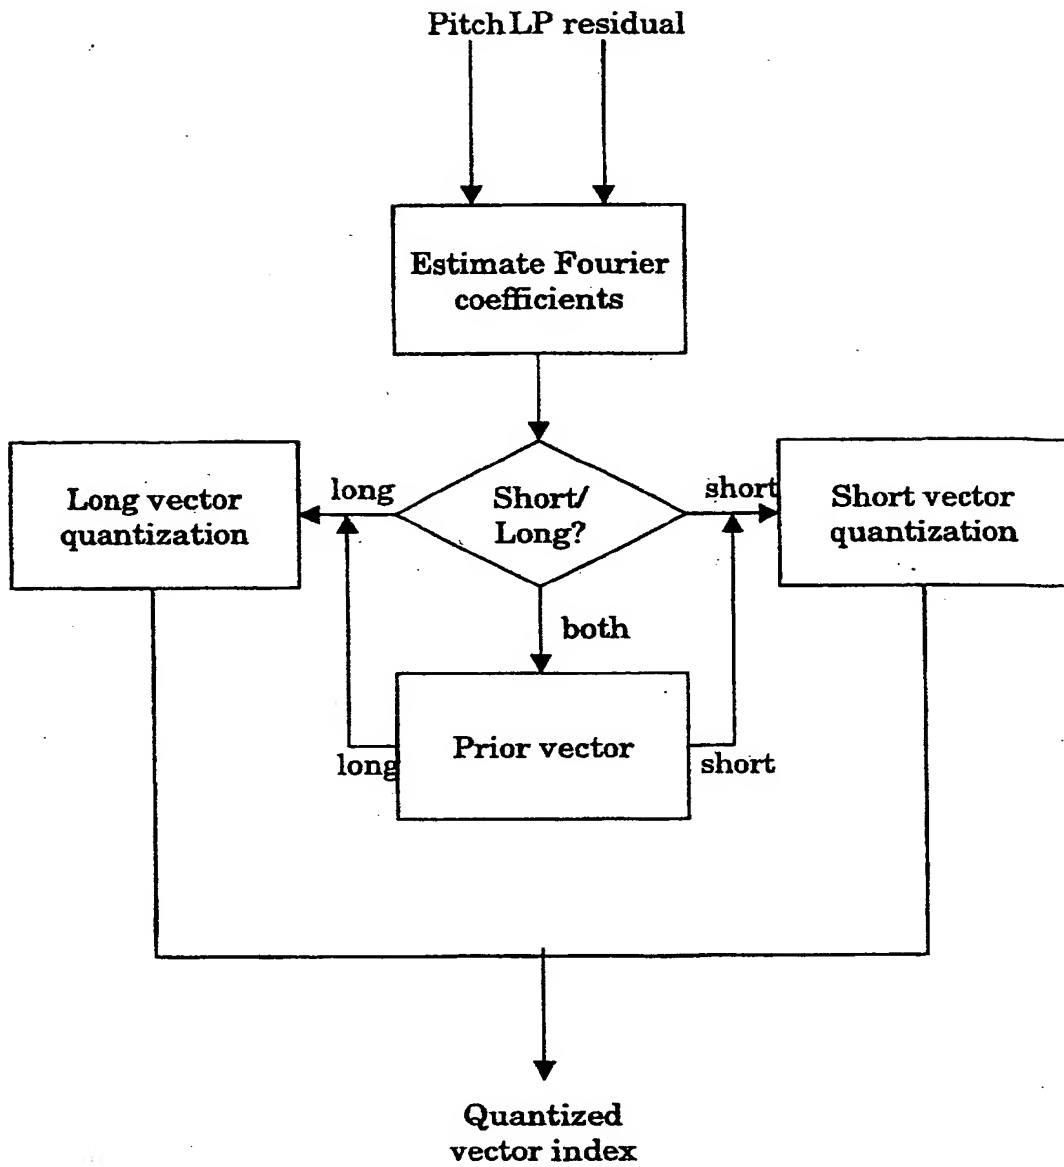 Pitch LP residual
Estimate Fourier
coefficients
Long vector
quantization
long
Short/
Long?
short
Short vector
quantization
both
Prior vector
long
short
Quantized
vector index